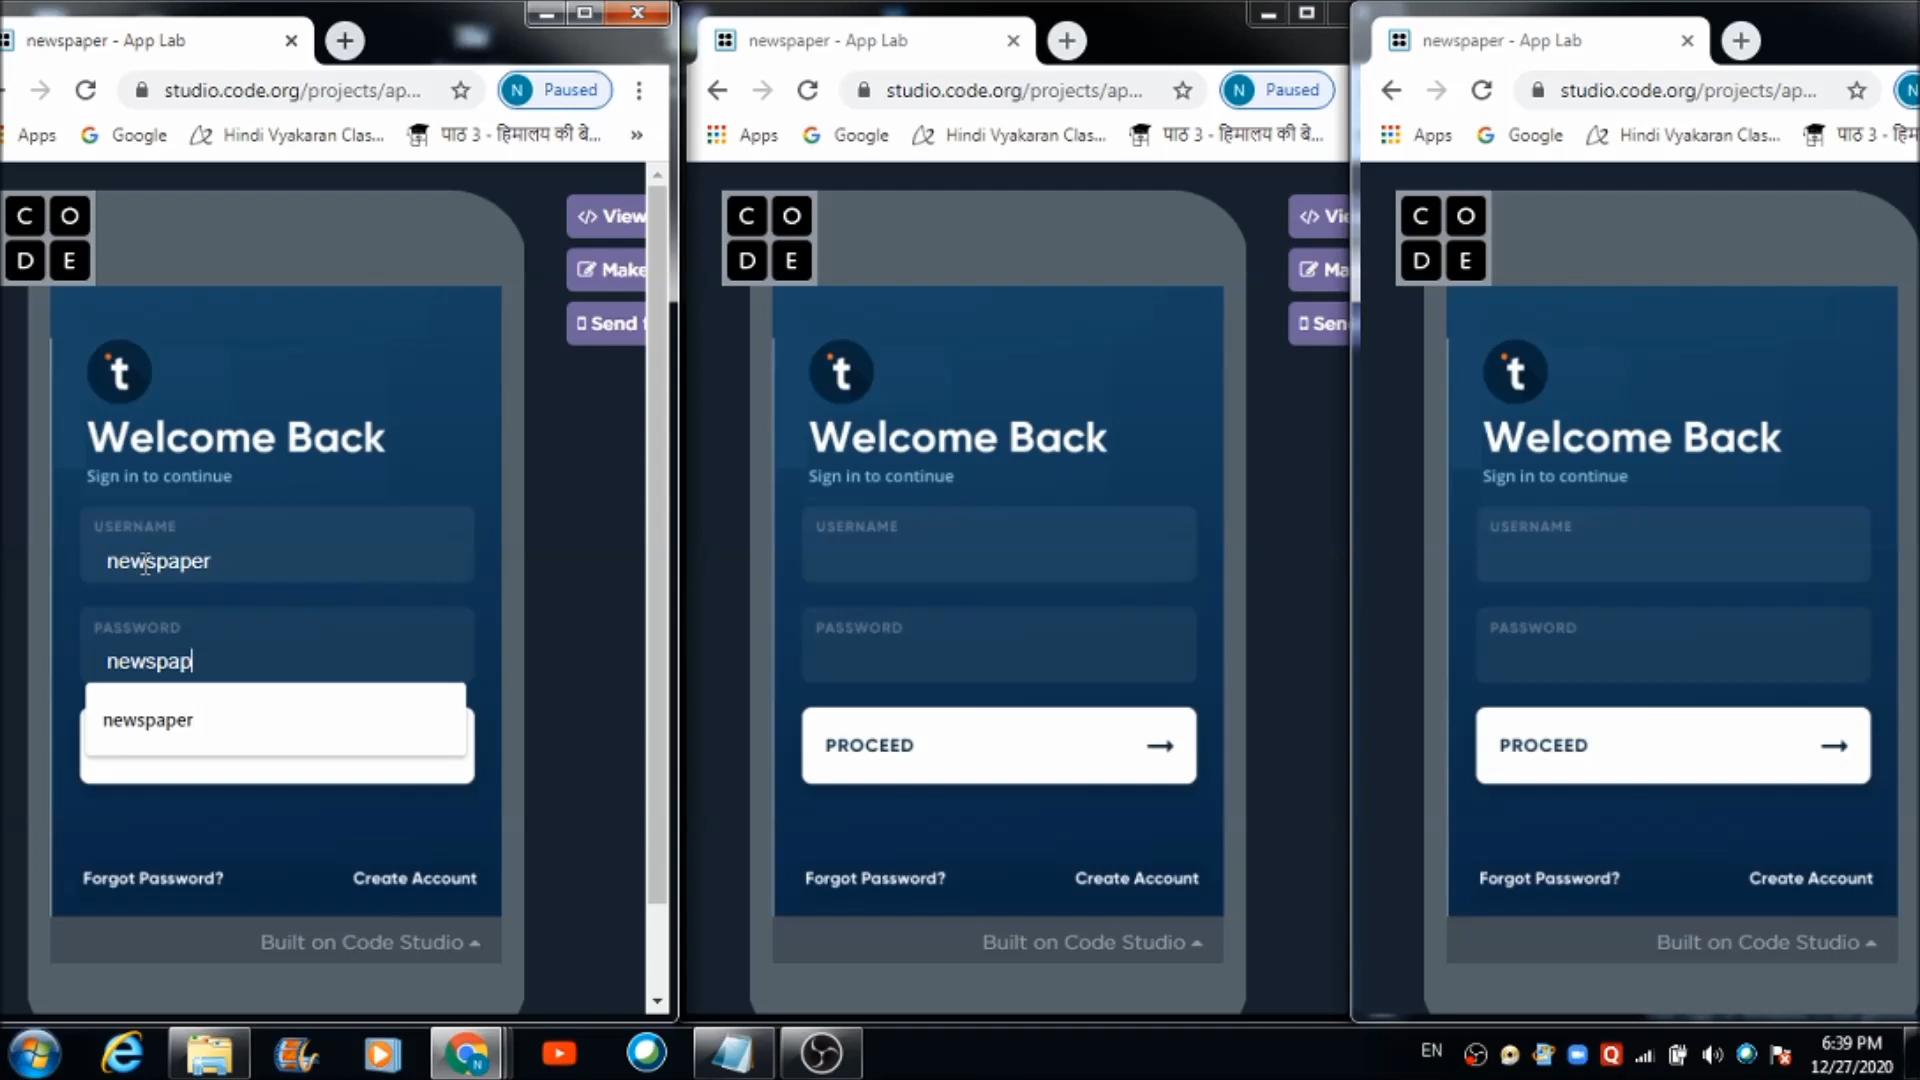 newspaper - App Lab
studio.code.org/projects/ap...
N Paused
Apps Google Hindi Vyakaran Clas... पाठ 3 - हिमालय की बे... »
C O
D E
</> View
Make
Send t
t
Welcome Back
Sign in to continue
USERNAME
newspaper
PASSWORD
newspap
newspaper
Forgot Password? Create Account
Built on Code Studio
newspaper - App Lab
studio.code.org/projects/ap...
N Paused
Apps Google Hindi Vyakaran Clas... पाठ 3 - हिमालय की बे...
C O
D E
</> Vie
Ma
Sen
t
Welcome Back
Sign in to continue
USERNAME
PASSWORD
PROCEED
Forgot Password? Create Account
Built on Code Studio
newspaper - App Lab
studio.code.org/projects/ap...
N
Apps Google Hindi Vyakaran Clas... पाठ 3 - हिम
C O
D E
t
Welcome Back
Sign in to continue
USERNAME
PASSWORD
PROCEED
Forgot Password? Create Account
Built on Code Studio
EN
6:39 PM
12/27/2020